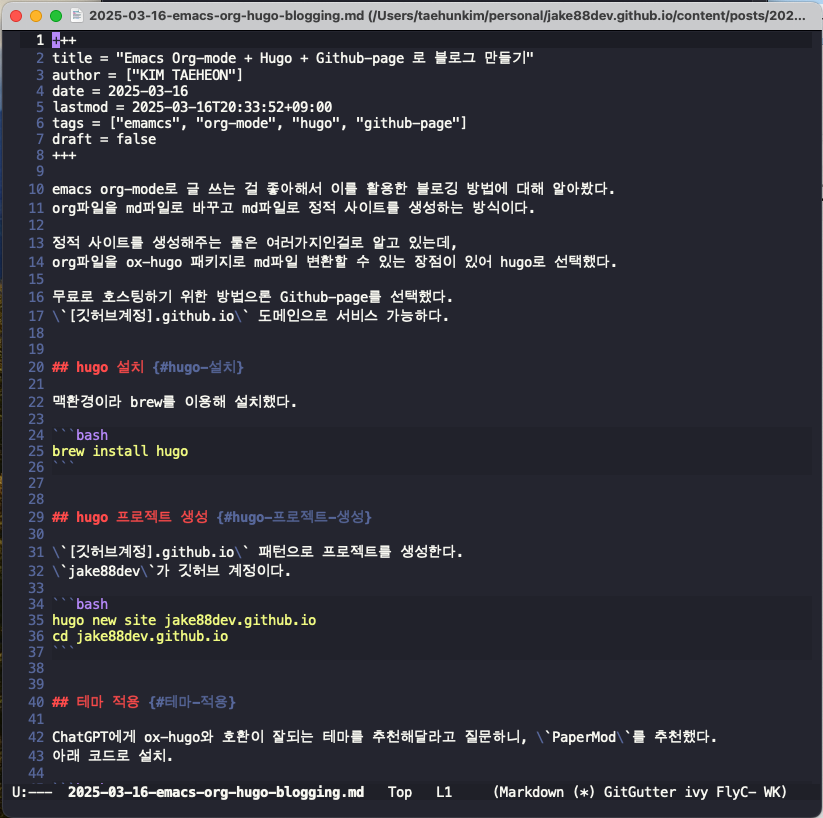 2025-03-16-emacs-org-hugo-blogging.md (/Users/taehunkim/personal/jake88dev.github.io/content/posts/202...
1 +++
2 title = "Emacs Org-mode + Hugo + Github-page 로 블로그 만들기"
3 author = ["KIM TAEHEON"]
4 date = 2025-03-16
5 lastmod = 2025-03-16T20:33:52+09:00
6 tags = ["emamcs", "org-mode", "hugo", "github-page"]
7 draft = false
8 +++
9
10 emacs org-mode로 글 쓰는 걸 좋아해서 이를 활용한 블로깅 방법에 대해 알아봤다.
11 org파일을 md파일로 바꾸고 md파일로 정적 사이트를 생성하는 방식이다.
12
13 정적 사이트를 생성해주는 툴은 여러가지인걸로 알고 있는데,
14 org파일을 ox-hugo 패키지로 md파일 변환할 수 있는 장점이 있어 hugo로 선택했다.
15
16 무료로 호스팅하기 위한 방법으론 Github-page를 선택했다.
17 \`[깃허브계정].github.io\` 도메인으로 서비스 가능하다.
18
19
20 ## hugo 설치 {#hugo-설치}
21
22 맥환경이라 brew를 이용해 설치했다.
23
24 ```bash
25 brew install hugo
26 ```
27
28
29 ## hugo 프로젝트 생성 {#hugo-프로젝트-생성}
30
31 \`[깃허브계정].github.io\` 패턴으로 프로젝트를 생성한다.
32 \`jake88dev\`가 깃허브 계정이다.
33
34 ```bash
35 hugo new site jake88dev.github.io
36 cd jake88dev.github.io
37 ```
38
39
40 ## 테마 적용 {#테마-적용}
41
42 ChatGPT에게 ox-hugo와 호환이 잘되는 테마를 추천해달라고 질문하니, \`PaperMod\`를 추천했다.
43 아래 코드로 설치.
44
U:---  2025-03-16-emacs-org-hugo-blogging.md   Top   L1     (Markdown (*) GitGutter ivy FlyC- WK)